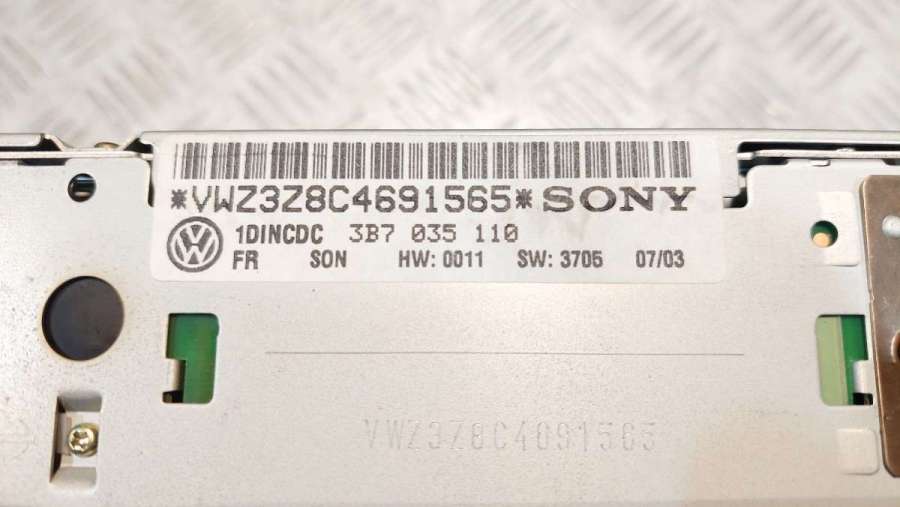 *VWZ3Z8C4691565* SONY
1DINCDC 3B7 035 110
FR SON HW: 0011 SW: 3705 07/03
VWZ3Z8C4691565